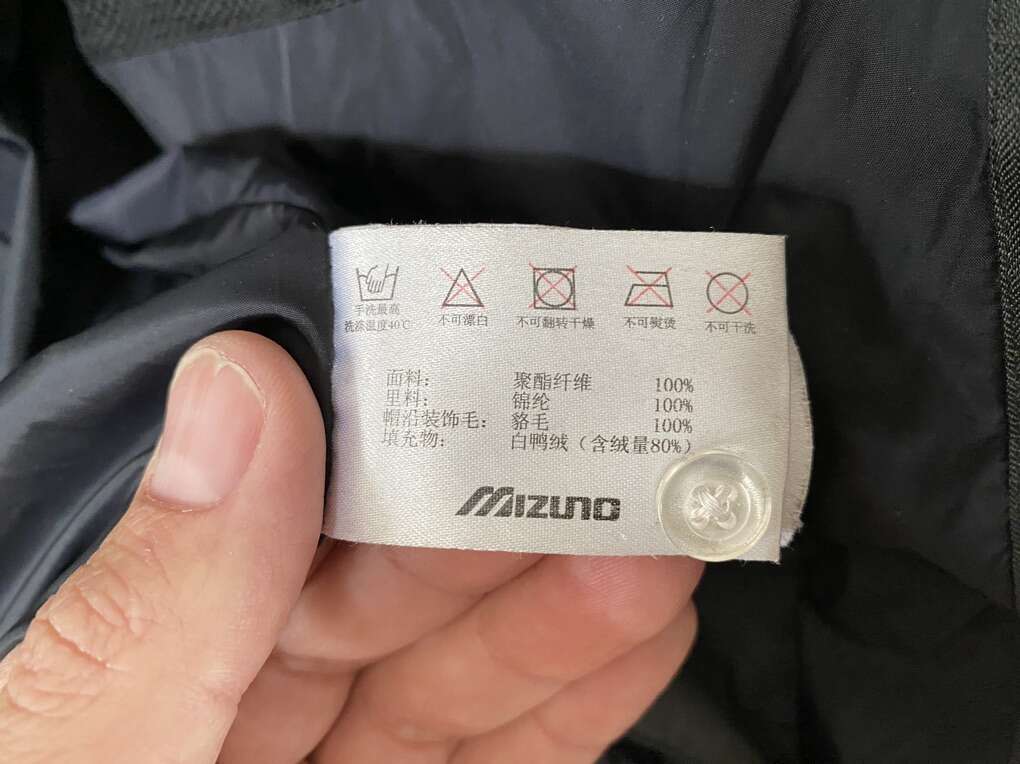 手洗最高
洗涤温度40℃
不可漂白
不可翻转干燥
不可熨烫
不可干洗
面料: 聚酯纤维 100%
里料: 锦纶 100%
帽沿装饰毛: 貉毛 100%
填充物: 白鸭绒（含绒量80%）
MIZUNO